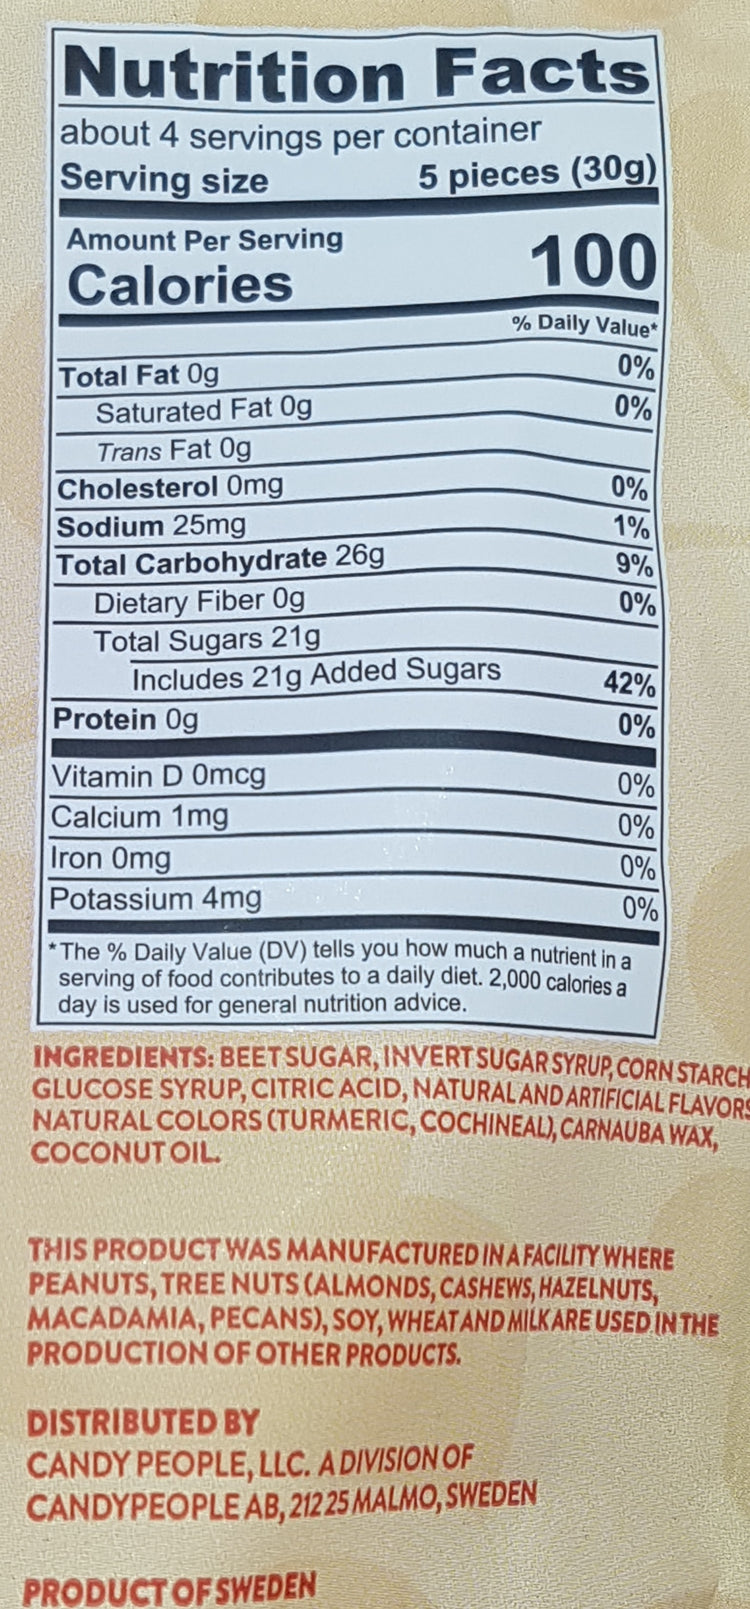 Nutrition Facts
about 4 servings per container
Serving size 5 pieces (30g)
Amount Per Serving
Calories 100
% Daily Value*
Total Fat 0g 0%
Saturated Fat 0g 0%
Trans Fat 0g
Cholesterol 0mg 0%
Sodium 25mg 1%
Total Carbohydrate 26g 9%
Dietary Fiber 0g 0%
Total Sugars 21g
Includes 21g Added Sugars 42%
Protein 0g 0%
Vitamin D 0mcg 0%
Calcium 1mg 0%
Iron 0mg 0%
Potassium 4mg 0%
*The % Daily Value (DV) tells you how much a nutrient in a
serving of food contributes to a daily diet. 2,000 calories a
day is used for general nutrition advice.
INGREDIENTS: BEET SUGAR, INVERT SUGAR SYRUP, CORN STARCH
GLUCOSE SYRUP, CITRIC ACID, NATURAL AND ARTIFICIAL FLAVORS
NATURAL COLORS (TURMERIC, COCHINEAL), CARNAUBA WAX,
COCONUT OIL.
THIS PRODUCT WAS MANUFACTURED IN A FACILITY WHERE
PEANUTS, TREE NUTS (ALMONDS, CASHEWS, HAZELNUTS,
MACADAMIA, PECANS), SOY, WHEAT AND MILK ARE USED IN THE
PRODUCTION OF OTHER PRODUCTS.
DISTRIBUTED BY
CANDY PEOPLE, LLC. A DIVISION OF
CANDYPEOPLE AB, 212 25 MALMO, SWEDEN
PRODUCT OF SWEDEN